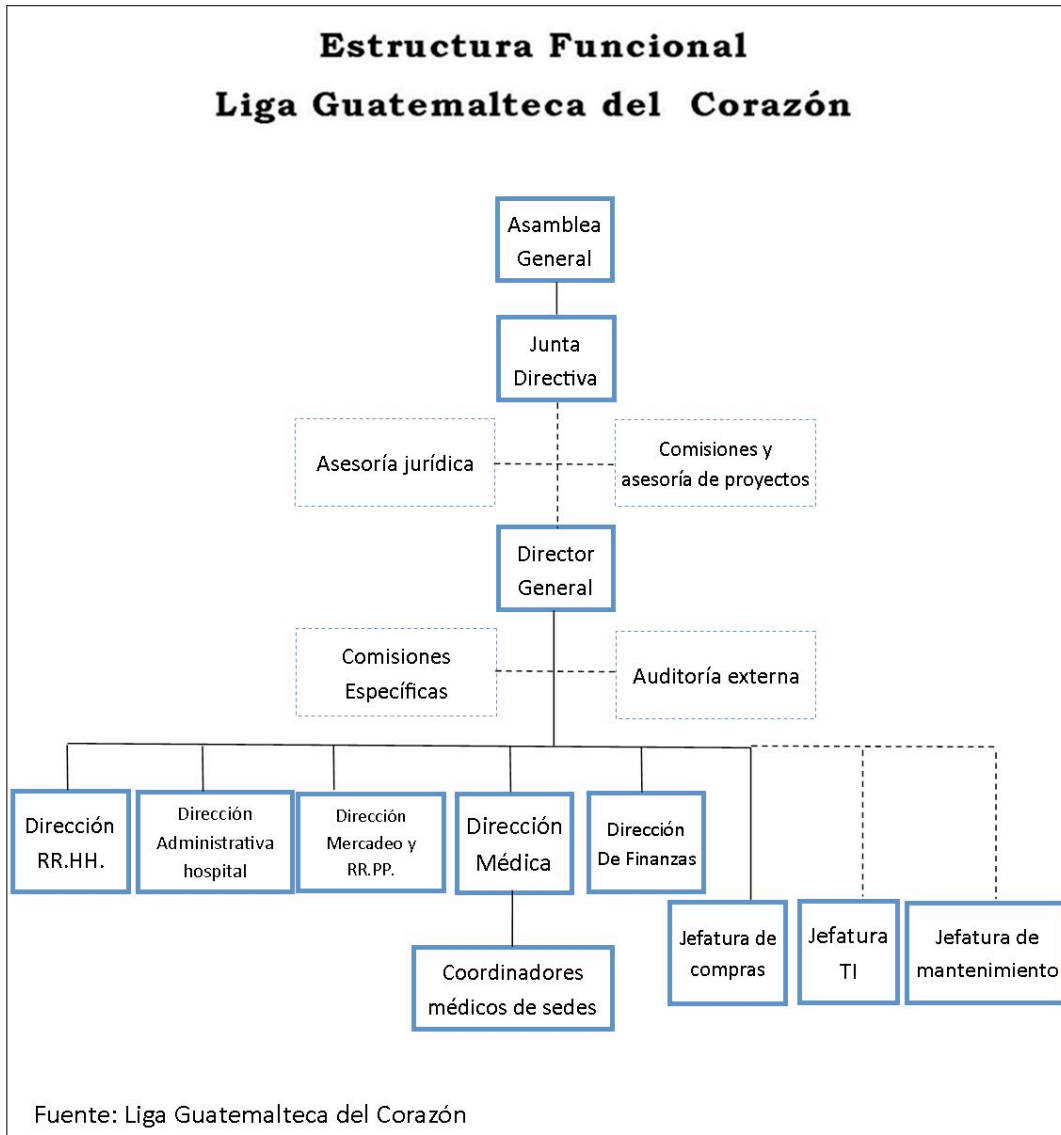 Estructura Funcional
Liga Guatemalteca del Corazón
Asamblea
General
Junta
Directiva
Asesoría jurídica
Comisiones y
asesoría de proyectos
Director
General
Comisiones
Específicas
Auditoría externa
Dirección
RR.HH.
Dirección
Administrativa
hospital
Dirección
Mercadeo y
RR.PP.
Dirección
Médica
Dirección
De Finanzas
Jefatura de
compras
Jefatura
TI
Jefatura de
mantenimiento
Coordinadores
médicos de sedes
Fuente: Liga Guatemalteca del Corazón